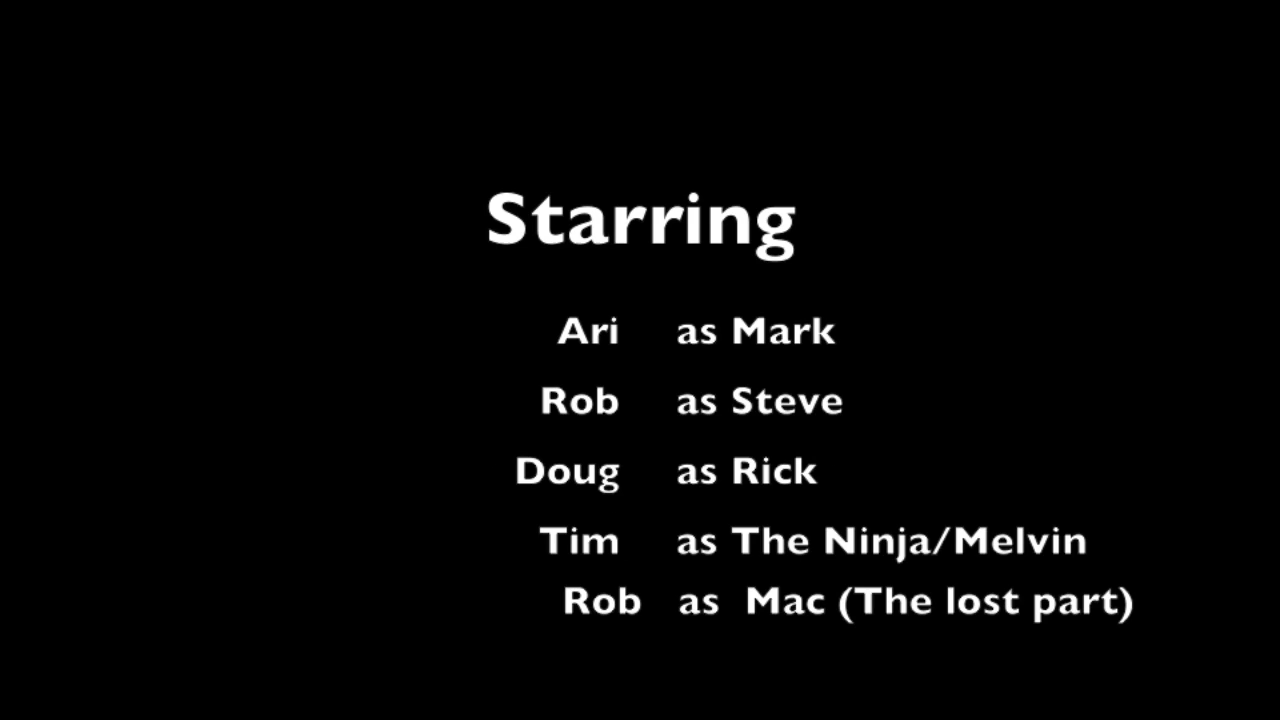 Starring
Ari as Mark
Rob as Steve
Doug as Rick
Tim as The Ninja/Melvin
Rob as Mac (The lost part)